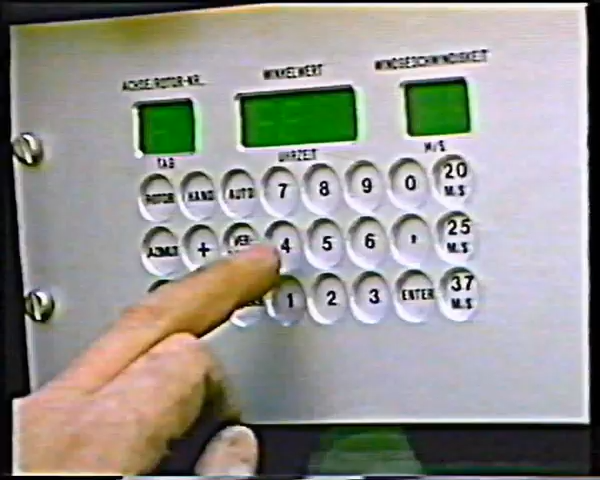 ACHSE/ROTOR-NR. WINKELWERT WINDGESCHWINDIGKEIT
TAG UHRZEIT M/S
ROTOR HAND AUTO 7 8 9 0 20 M/S
AZIMUT + 4 5 6 25 M/S
1 2 3 ENTER 37 M/S